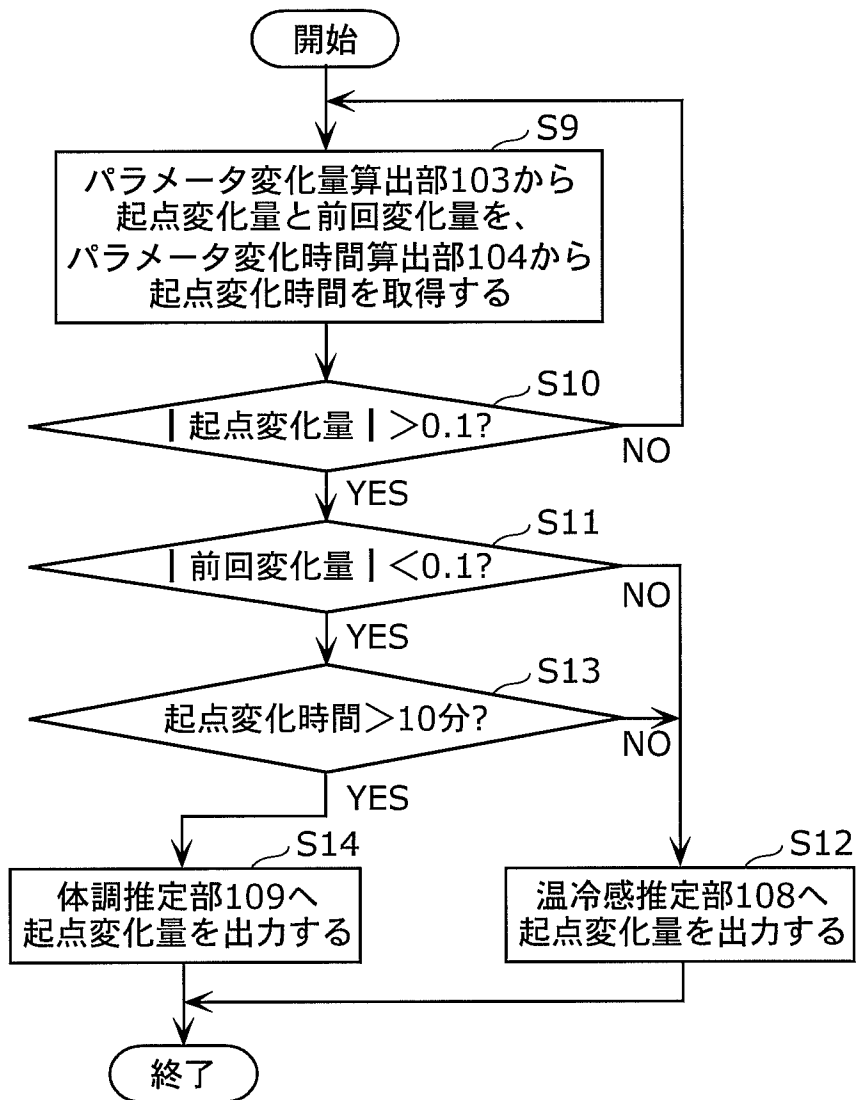 開始
S9
パラメータ変化量算出部103から
起点変化量と前回変化量を、
パラメータ変化時間算出部104から
起点変化時間を取得する
S10
|起点変化量|>0.1?
NO
YES
S11
|前回変化量|<0.1?
NO
YES
S13
起点変化時間>10分?
NO
YES
S14
体調推定部109へ
起点変化量を出力する
S12
温冷感推定部108へ
起点変化量を出力する
終了